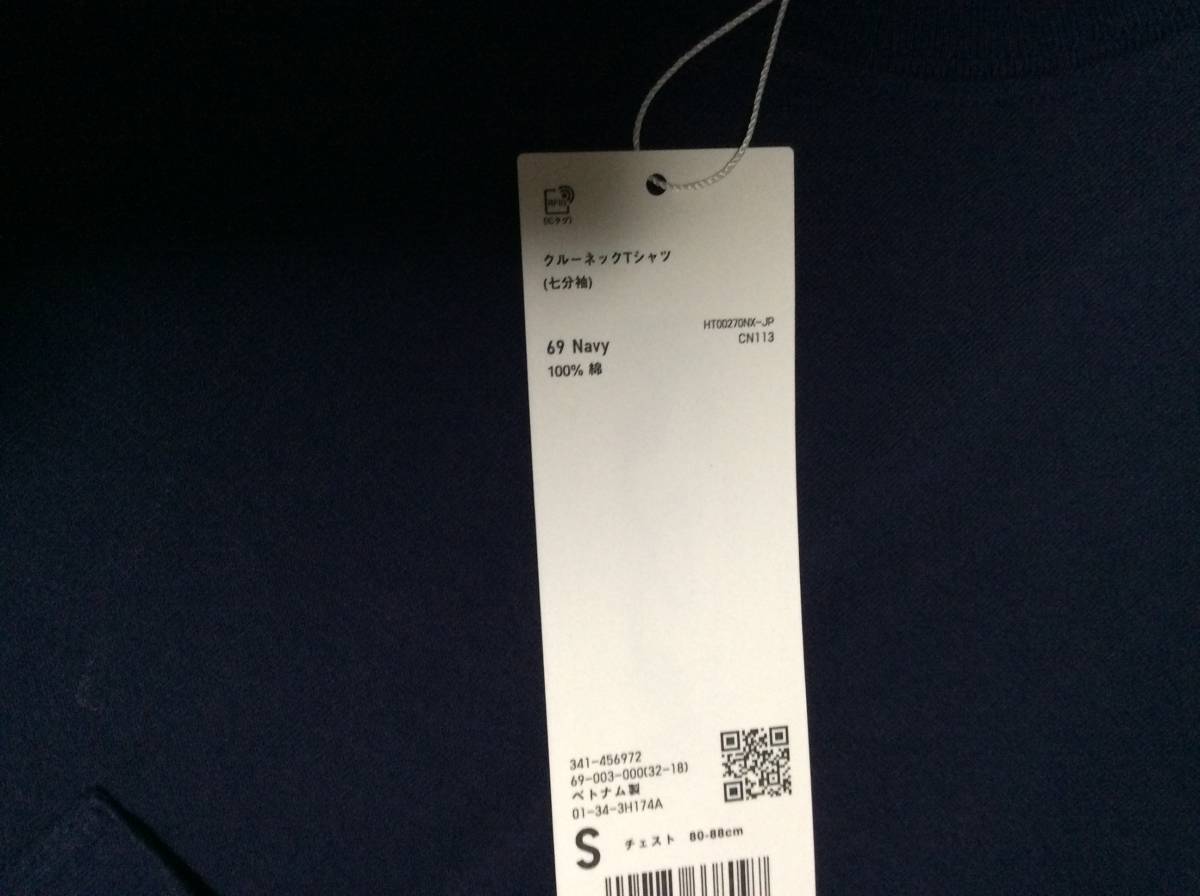 RFID
(ICタグ)
クルーネックTシャツ
(七分袖)
HT00270NX-JP
CN113
69 Navy
100% 綿
341-456972
69-003-000(32-18)
ベトナム製
01-34-3H174A
S チェスト 80-88cm